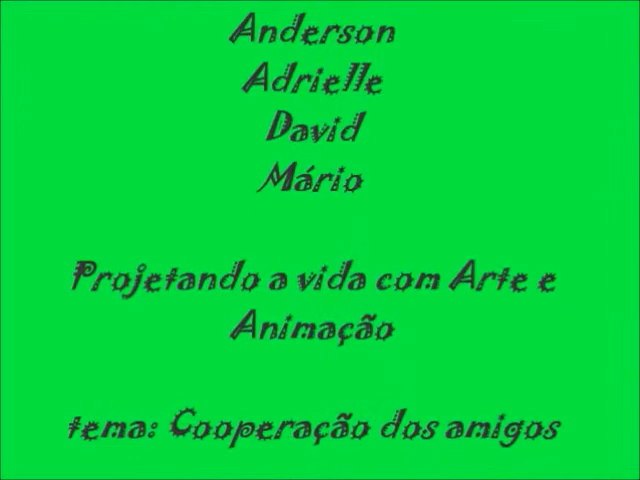 Anderson
Adrielle
David
Mário
Projetando a vida com Arte e
Animação
tema: Cooperação dos amigos